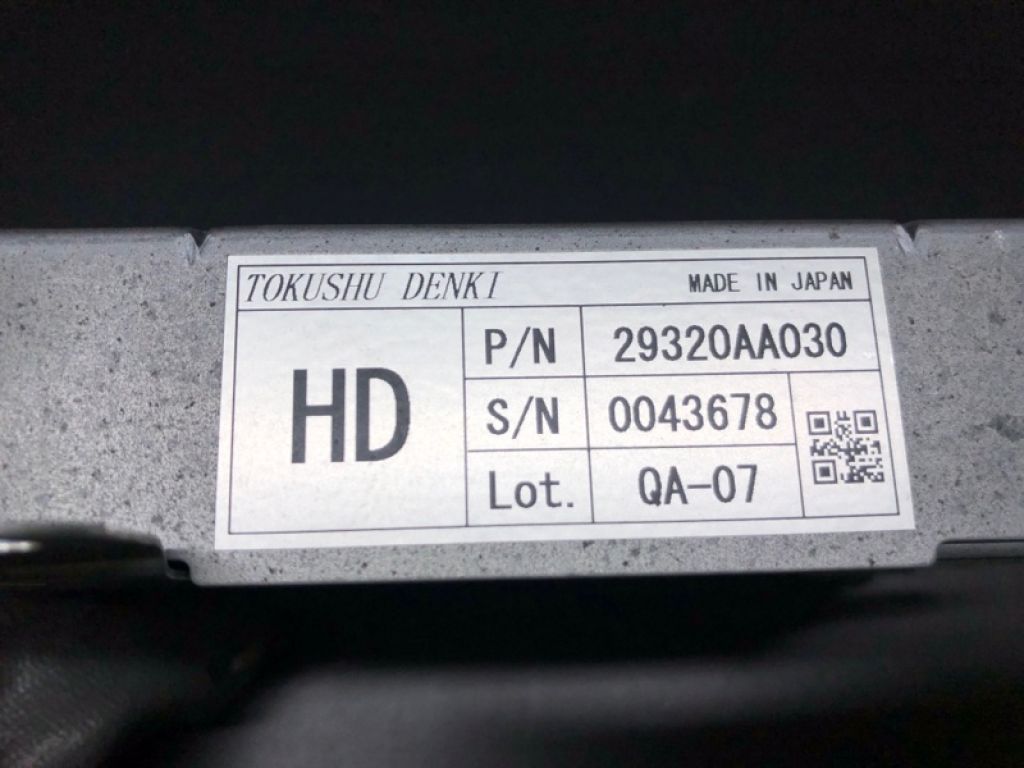 TOKUSHU DENKI MADE IN JAPAN
HD
P/N 29320AA030
S/N 0043678
Lot. QA-07